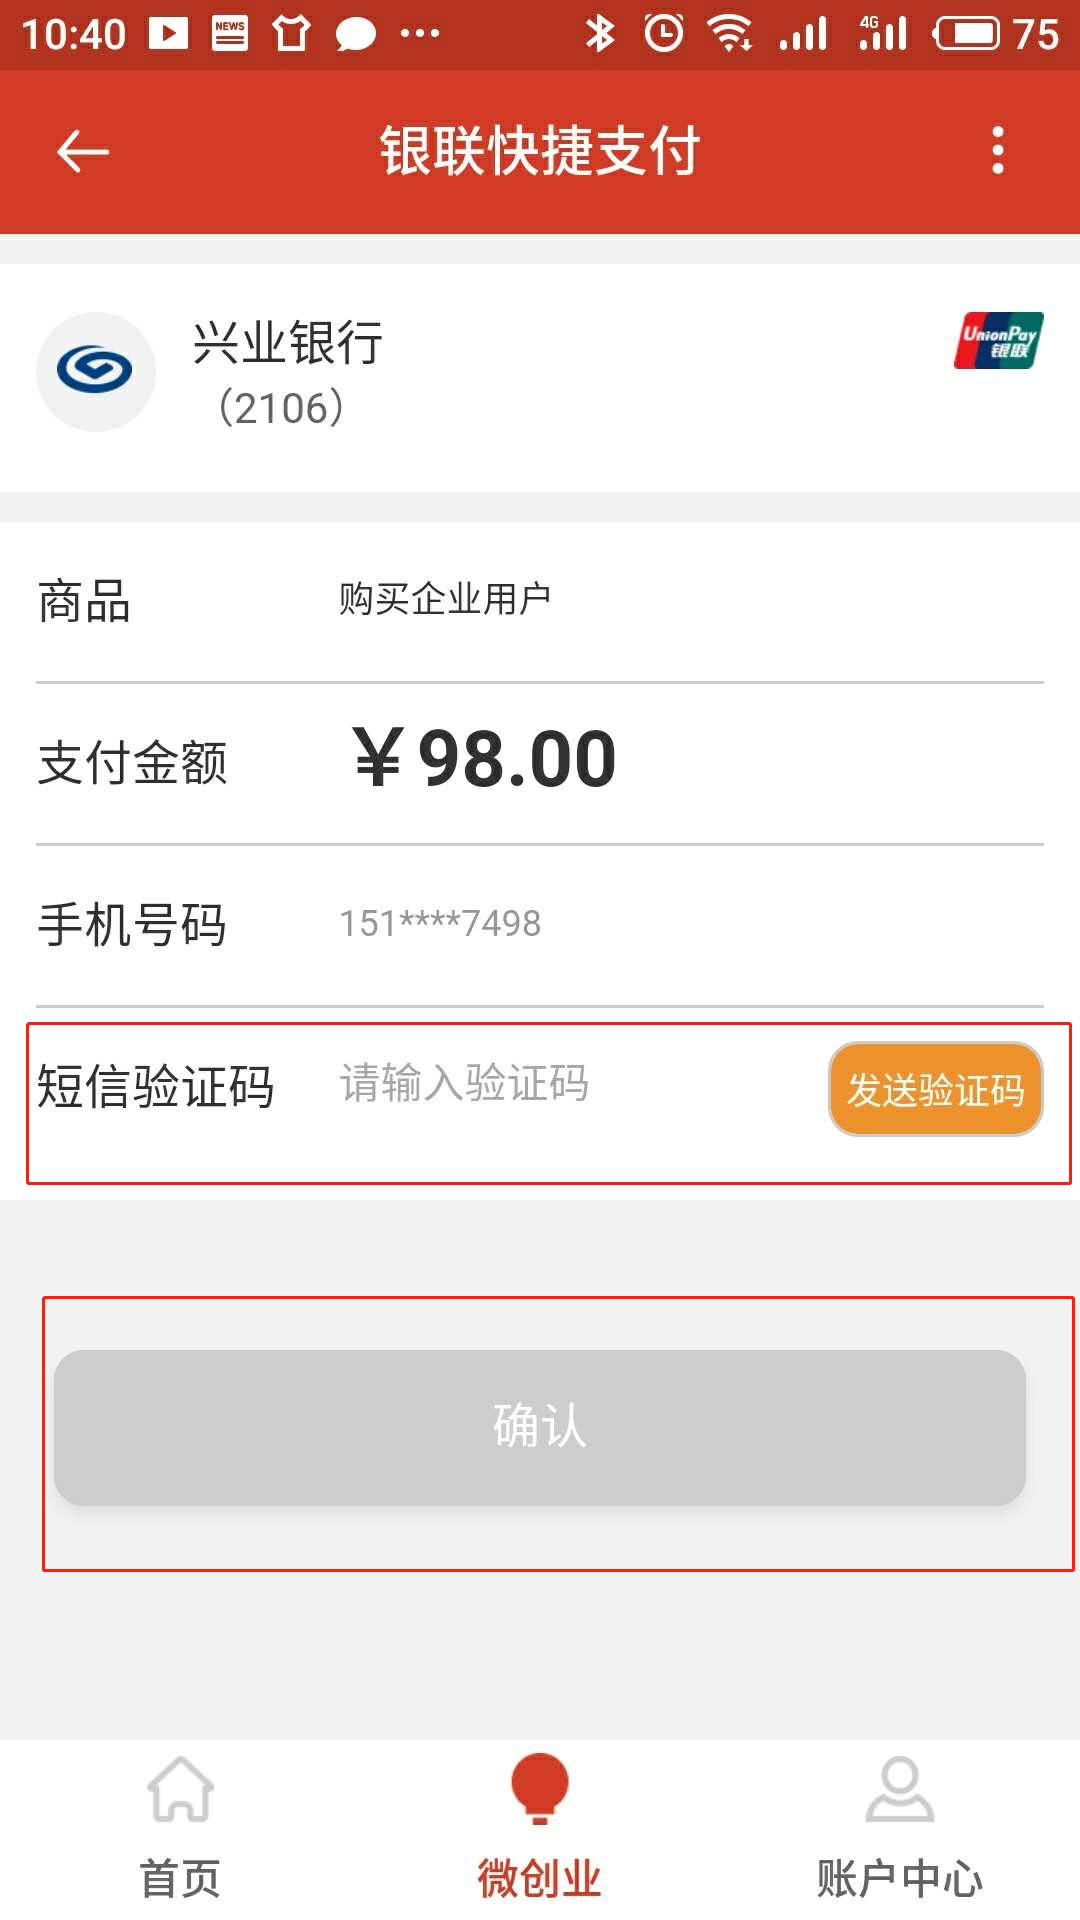 10:40 NEWS 4G 75
银联快捷支付
兴业银行
（2106）
UnionPay
银联
商品 购买企业用户
支付金额 ￥98.00
手机号码 151****7498
短信验证码 请输入验证码 发送验证码
确认
首页 微创业 账户中心